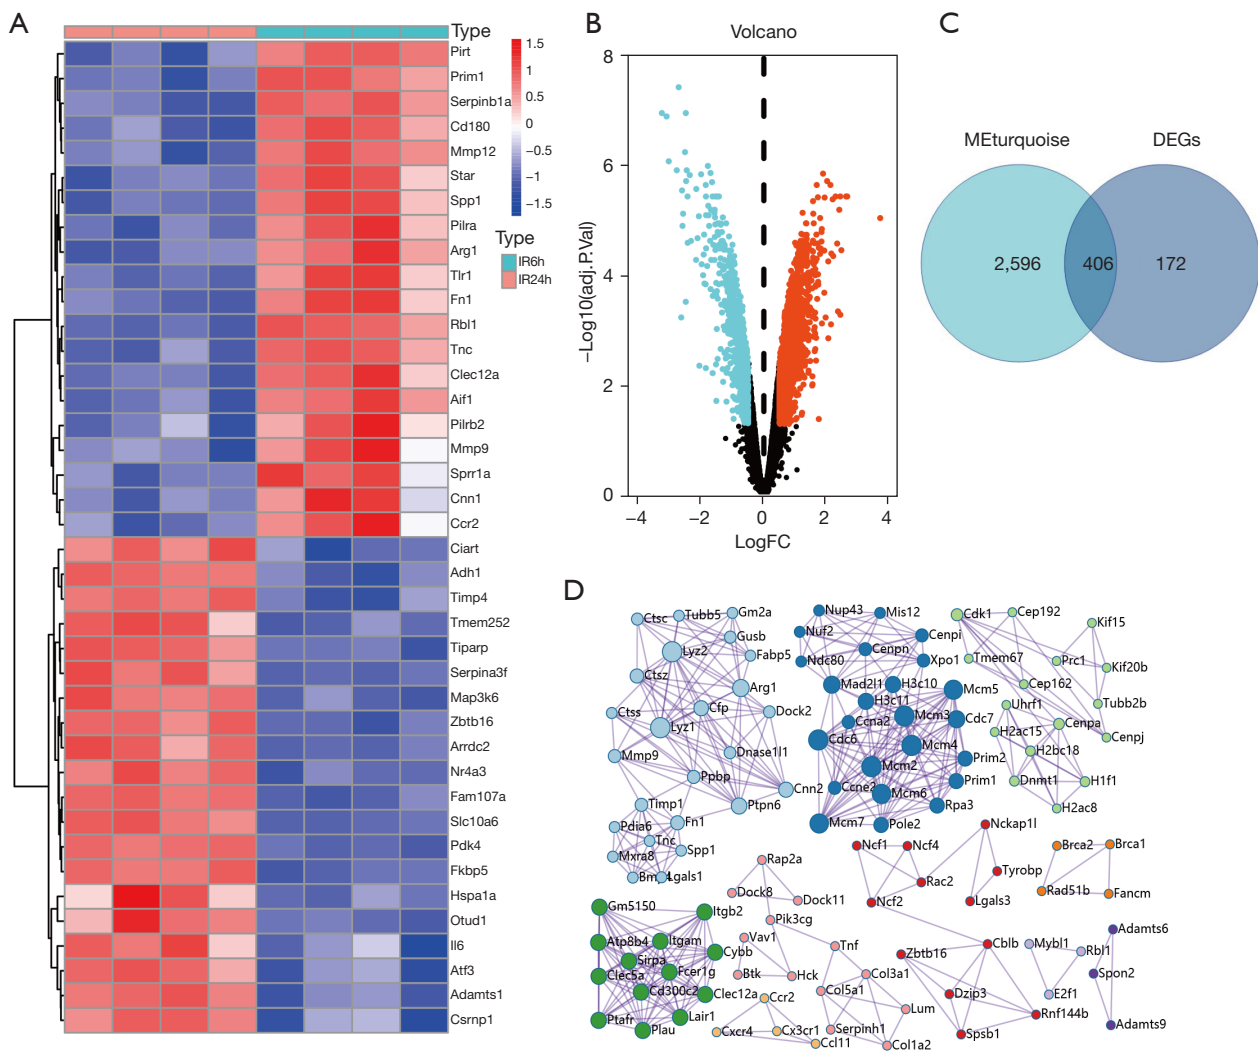 A
Type
Pirt
Prim1
Serpinb1a
Cd180
Mmp12
Star
Spp1
Pilra
Arg1
Tlr1
Fn1
Rbl1
Tnc
Clec12a
Aif1
Pilrb2
Mmp9
Sprr1a
Cnn1
Ccr2
Ciart
Adh1
Timp4
Tmem252
Tiparp
Serpina3f
Map3k6
Zbtb16
Arrdc2
Nr4a3
Fam107a
Slc10a6
Pdk4
Fkbp5
Hspa1a
Otud1
Il6
Atf3
Adamts1
Csrnp1
1.5
1
0.5
0
−0.5
−1
−1.5
Type
IR6h
IR24h
B
Volcano
−Log10(adj.P.Val)
8
6
4
2
0
−4
−2
0
2
4
LogFC
C
MEturquoise
DEGs
2,596
406
172
D
Ctsc
Tubb5
Gm2a
Gusb
Lyz2
Fabp5
Ctsz
Arg1
Ctss
Cfp
Dock2
Lyz1
Mmp9
Dnase1l1
Ppbp
Cnn2
Ptpn6
Timp1
Pdia6
Fn1
Tnc
Mxra8
Spp1
Lgals1
Nup43
Mis12
Nuf2
Cenpi
Cenpn
Ndc80
Xpo1
Mad2l1
H3c10
Mcm5
H3c11
Mcm3
Ccna2
Cdc7
Cdc6
Mcm4
Prim2
Mcm2
Prim1
Ccne2
Mcm6
Rpa3
Mcm7
Pole2
Cdk1
Cep192
Kif15
Tmem67
Prc1
Kif20b
Cep162
Tubb2b
Uhrf1
Cenpa
H2ac15
Cenpj
H2bc18
Dnmt1
H1f1
H2ac8
Nckap1l
Ncf1
Ncf4
Tyrobp
Rac2
Ncf2
Lgals3
Brca2
Brca1
Rad51b
Fancm
Rap2a
Dock8
Dock11
Pik3cg
Vav1
Btk
Hck
Tnf
Col3a1
Col5a1
Lum
Serpinh1
Col1a2
Ccr2
Cxcr4
Cx3cr1
Ccl11
Gm5150
Itgb2
Atp8b4
Itgam
Cybb
Sirpa
Clec5a
Fcer1g
Cd300c2
Clec12a
Ptafr
Lair1
Plau
Zbtb16
Cblb
Dzip3
Rnf144b
Spsb1
Mybl1
Rbl1
E2f1
Adamts6
Spon2
Adamts9